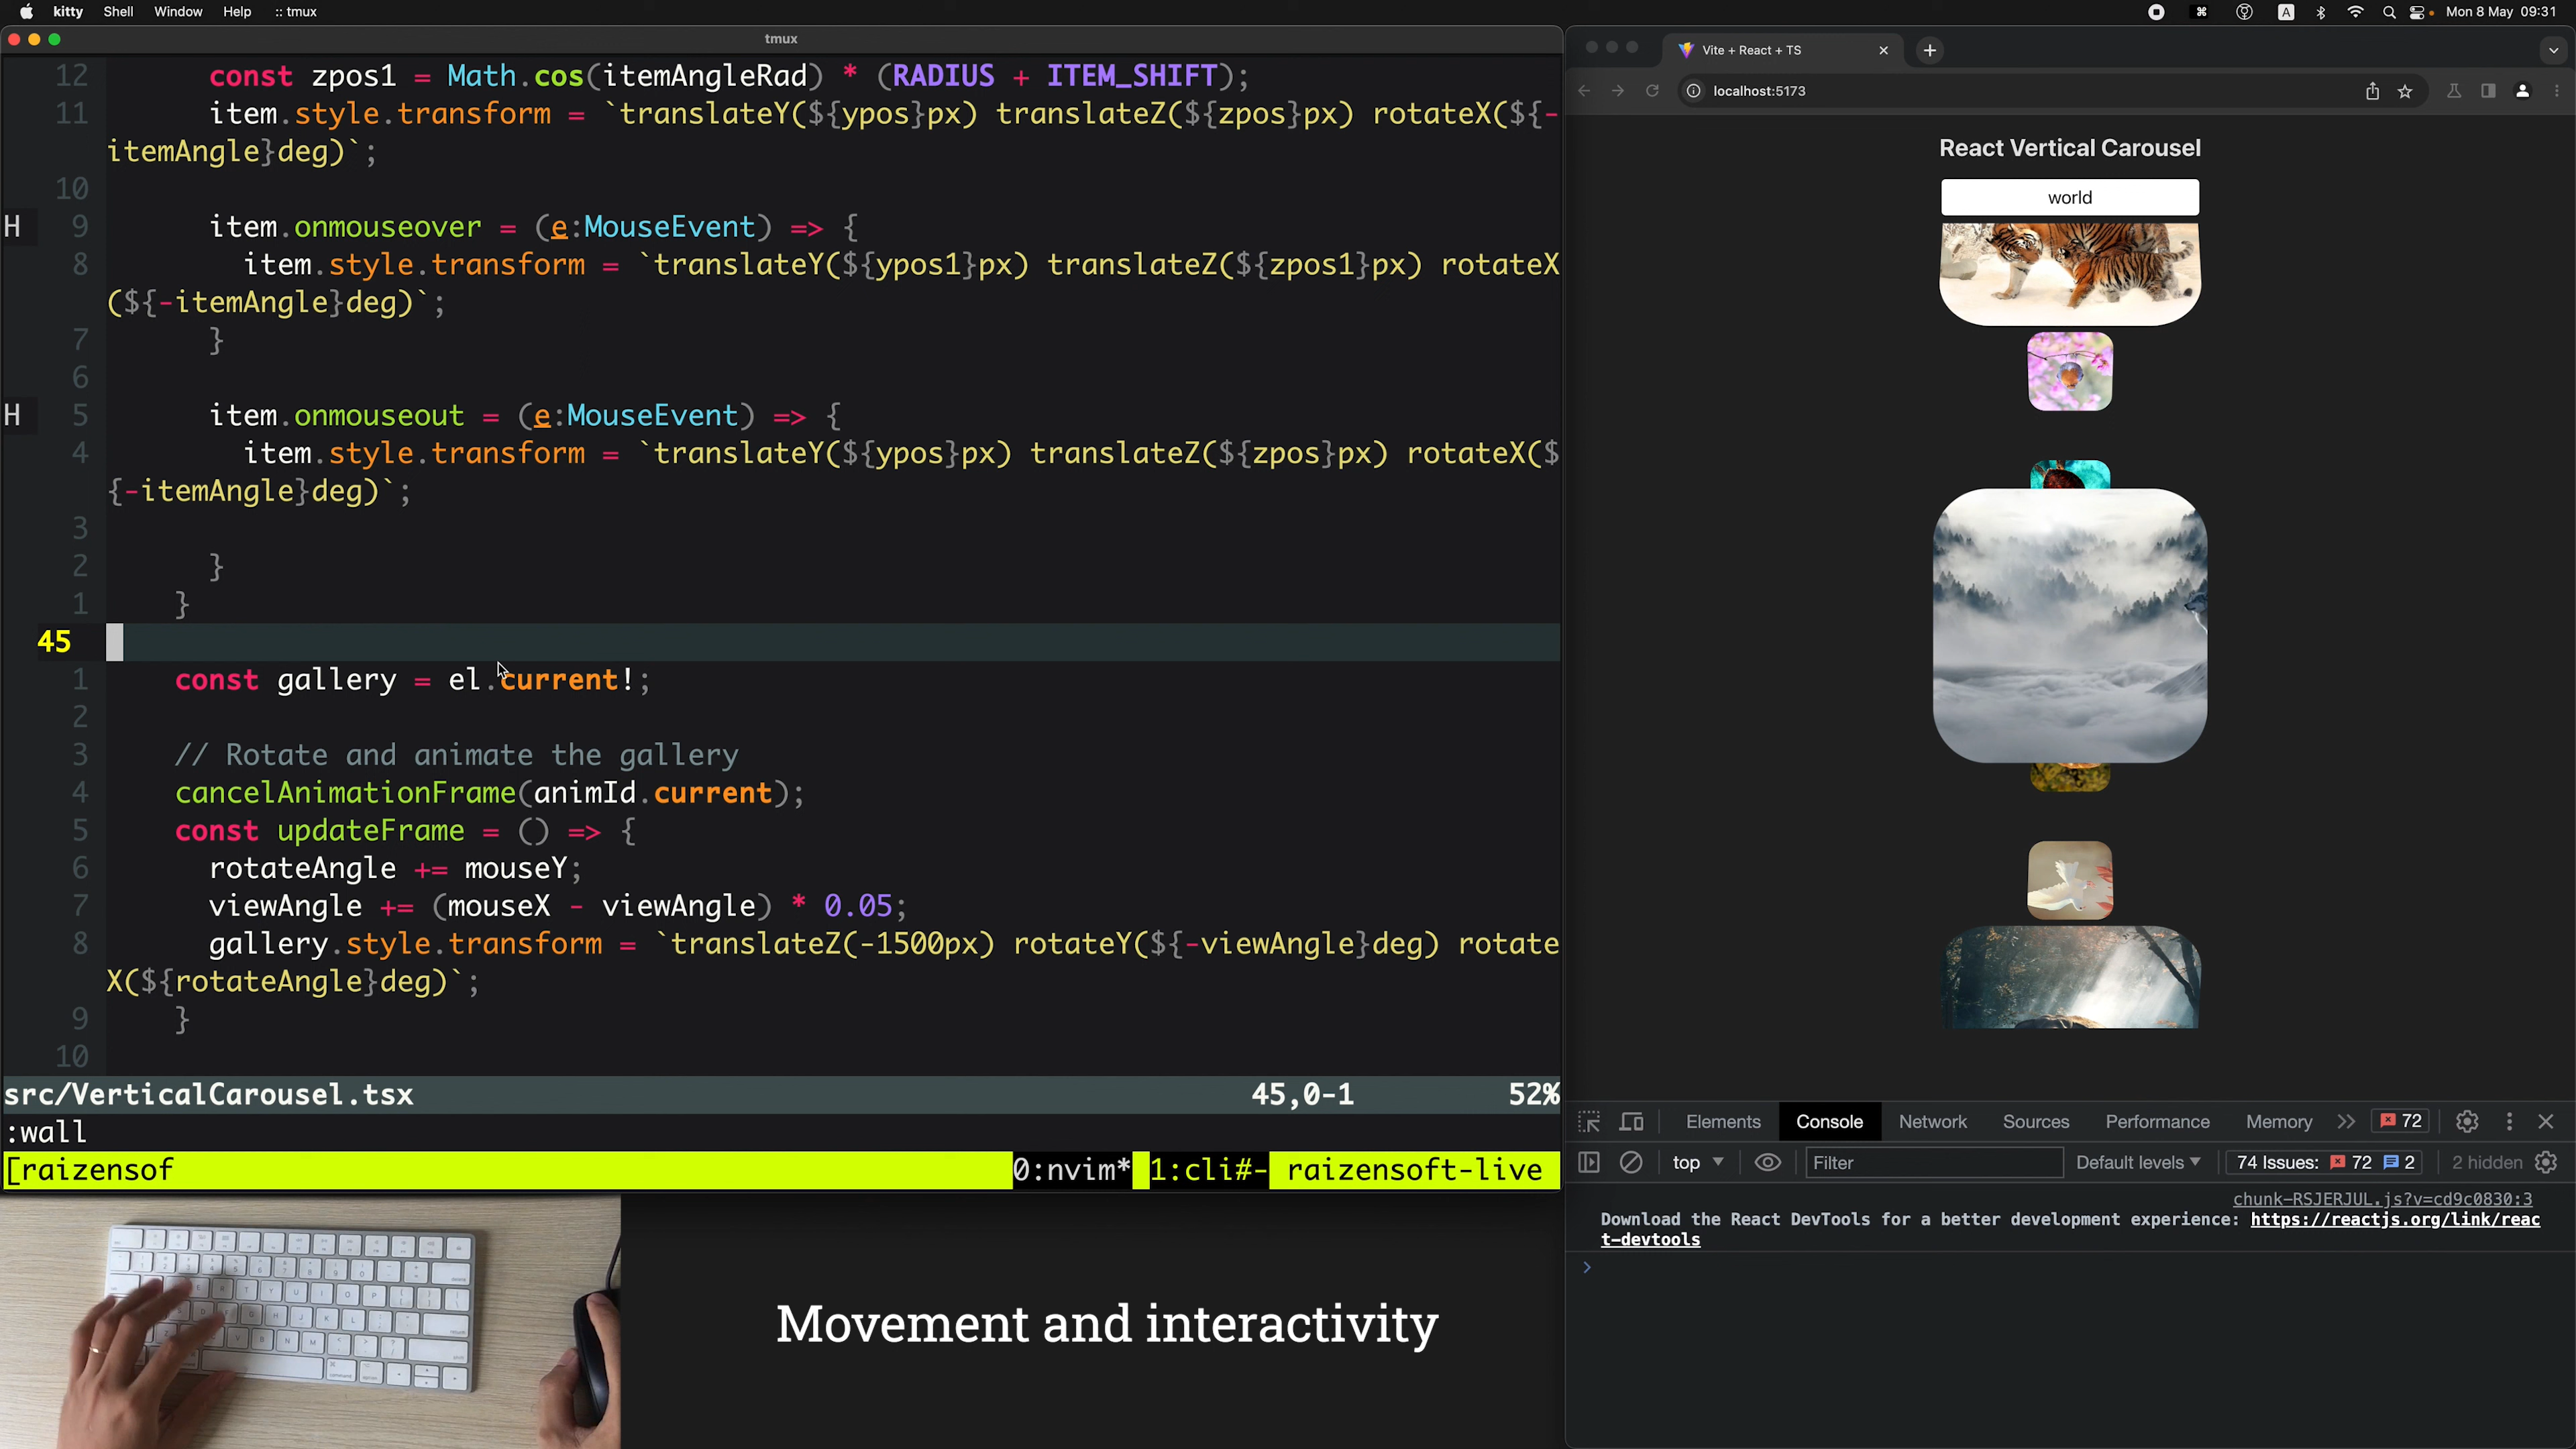 kitty Shell Window Help :: tmux
A Mon 8 May 09:31
tmux
12 const zpos1 = Math.cos(itemAngleRad) * (RADIUS + ITEM_SHIFT);
11 item.style.transform = `translateY(${ypos}px) translateZ(${zpos}px) rotateX(${-
itemAngle}deg)`;
10
H 9 item.onmouseover = (e:MouseEvent) => {
8 item.style.transform = `translateY(${ypos1}px) translateZ(${zpos1}px) rotateX
(${-itemAngle}deg)`;
7 }
6
H 5 item.onmouseout = (e:MouseEvent) => {
4 item.style.transform = `translateY(${ypos}px) translateZ(${zpos}px) rotateX($
{-itemAngle}deg)`;
3
2 }
1 }
45
1 const gallery = el.current!;
2
3 // Rotate and animate the gallery
4 cancelAnimationFrame(animId.current);
5 const updateFrame = () => {
6 rotateAngle += mouseY;
7 viewAngle += (mouseX - viewAngle) * 0.05;
8 gallery.style.transform = `translateZ(-1500px) rotateY(${-viewAngle}deg) rotate
X(${rotateAngle}deg)`;
9 }
10
src/VerticalCarousel.tsx 45,0-1 52%
:wall
[raizensof 0:nvim* 1:cli#- raizensoft-live
Movement and interactivity
Vite + React + TS
localhost:5173
React Vertical Carousel
world
Elements Console Network Sources Performance Memory 72
top Filter Default levels 74 Issues: 72 2 2 hidden
chunk-RSJERJUL.js?v=cd9c0830:3
Download the React DevTools for a better development experience: https://reactjs.org/link/reac
t-devtools